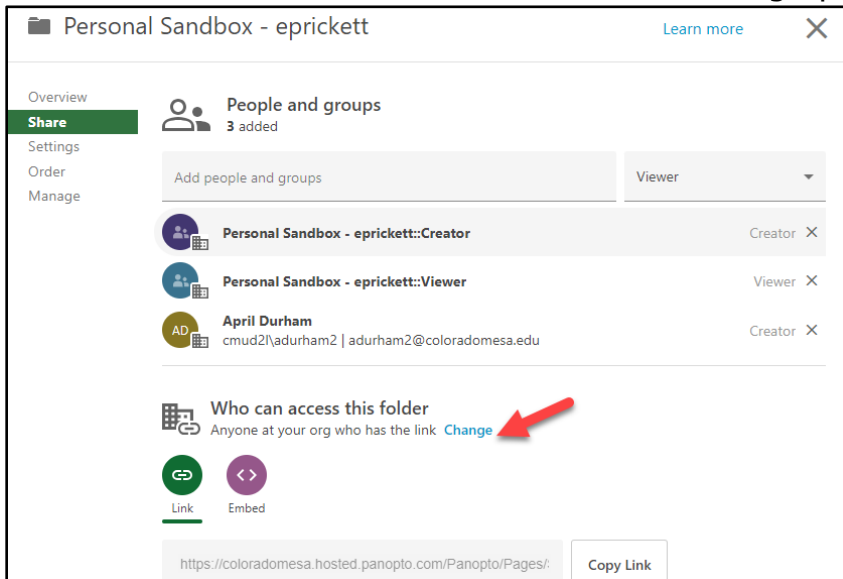 Personal Sandbox - eprickett
Learn more
Overview
Share
Settings
Order
Manage
People and groups
3 added
Add people and groups
Viewer
Personal Sandbox - eprickett::Creator
Creator
Personal Sandbox - eprickett::Viewer
Viewer
AD
April Durham
cmud2l\adurham2 | adurham2@coloradomesa.edu
Creator
Who can access this folder
Anyone at your org who has the link Change
Link
Embed
https://coloradomesa.hosted.panopto.com/Panopto/Pages/
Copy Link